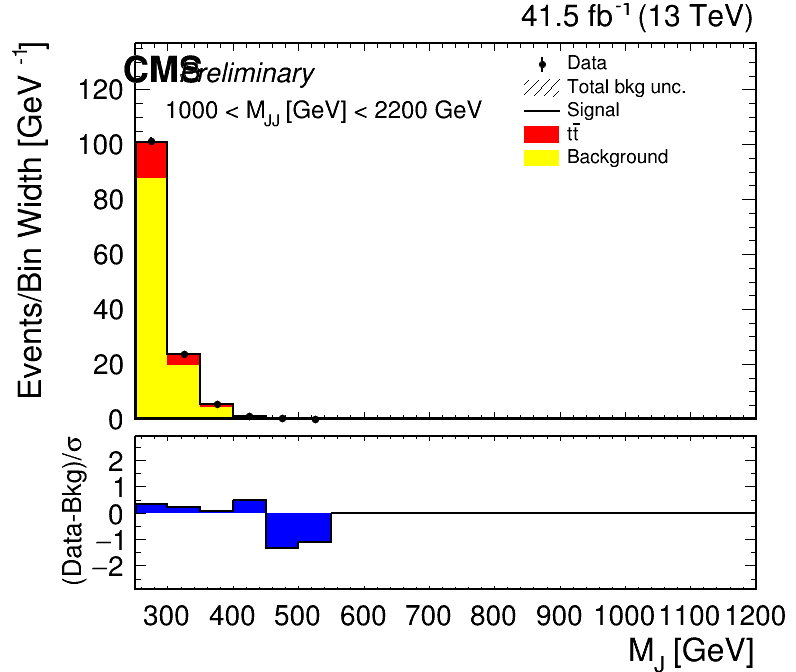 41.5 fb-1 (13 TeV)
CMS Preliminary
1000 < MJJ [GeV] < 2200 GeV
Data
Total bkg unc.
Signal
tt̄
Background
Events/Bin Width [GeV-1]
120
100
80
60
40
20
0
(Data-Bkg)/σ
2
1
0
−1
−2
300 400 500 600 700 800 900 1000 1100 1200
MJ [GeV]